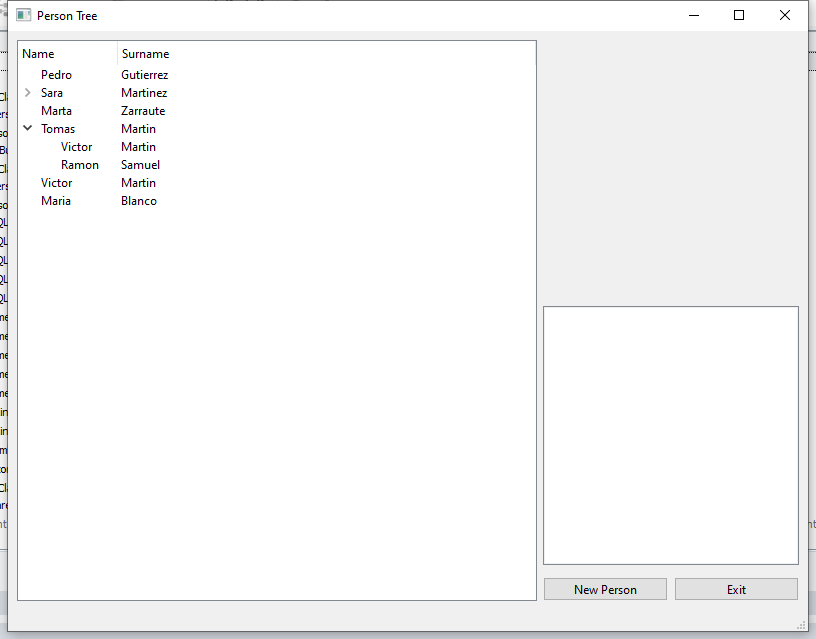 Person Tree
Name Surname
Pedro Gutierrez
Sara Martinez
Marta Zarraute
Tomas Martin
Victor Martin
Ramon Samuel
Victor Martin
Maria Blanco
New Person Exit